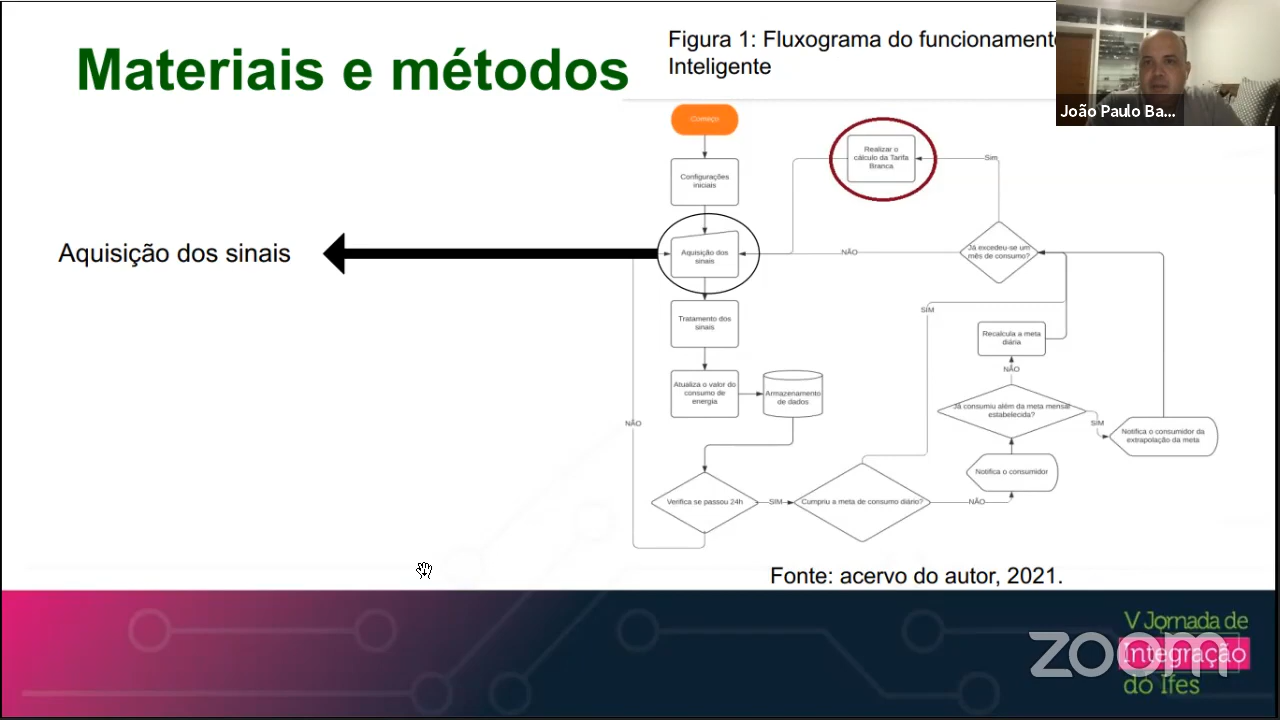 Materiais e métodos
Figura 1: Fluxograma do funcionament
Inteligente
João Paulo Ba...
Começo
Realizar o
cálculo da Tarifa
Branca
Sim
Configurações
iniciais
Aquisição dos sinais
Aquisição dos
sinais
NÃO
Já excedeu-se um
mês de consumo?
SIM
Tratamento dos
sinais
Recalcula a meta
diária
NÃO
Atualiza o valor do
consumo de
energia
Armazenamento
de dados
Já consumiu além da meta mensal
estabelecida?
SIM
NÃO
Notifica o consumidor da
extrapolação da meta
Notifica o consumidor
Verifica se passou 24h
SIM
Cumpriu a meta de consumo diário?
NÃO
Fonte: acervo do autor, 2021.
V Jornada de
Integração
do Ifes
zoom